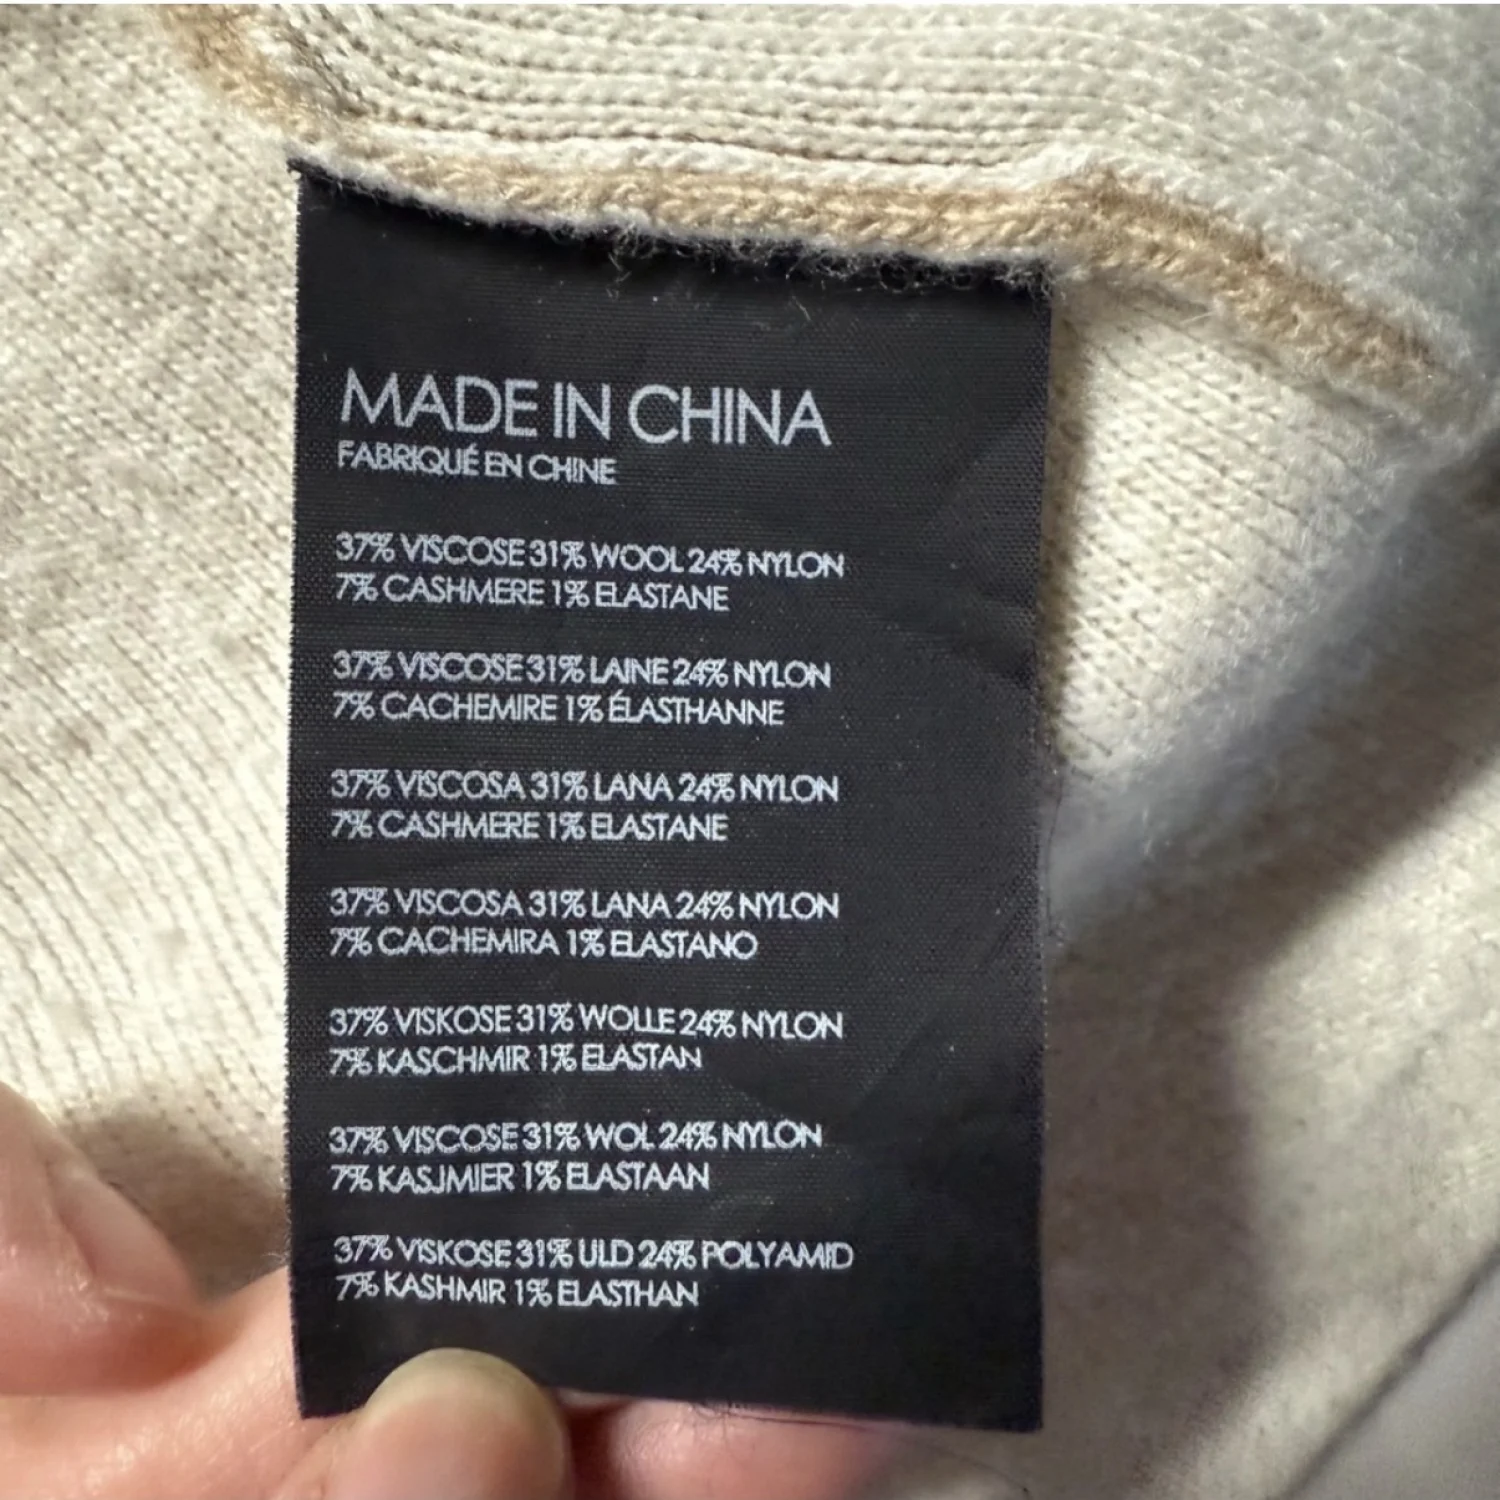 MADE IN CHINA
FABRIQUÉ EN CHINE
37% VISCOSE 31% WOOL 24% NYLON
7% CASHMERE 1% ELASTANE
37% VISCOSE 31% LAINE 24% NYLON
7% CACHEMIRE 1% ÉLASTHANNE
37% VISCOSA 31% LANA 24% NYLON
7% CASHMERE 1% ELASTANE
37% VISCOSA 31% LANA 24% NYLON
7% CACHEMIRA 1% ELASTANO
37% VISKOSE 31% WOLLE 24% NYLON
7% KASCHMIR 1% ELASTAN
37% VISCOSE 31% WOL 24% NYLON
7% KASJMIER 1% ELASTAAN
37% VISKOSE 31% ULD 24% POLYAMID
7% KASHMIR 1% ELASTHAN